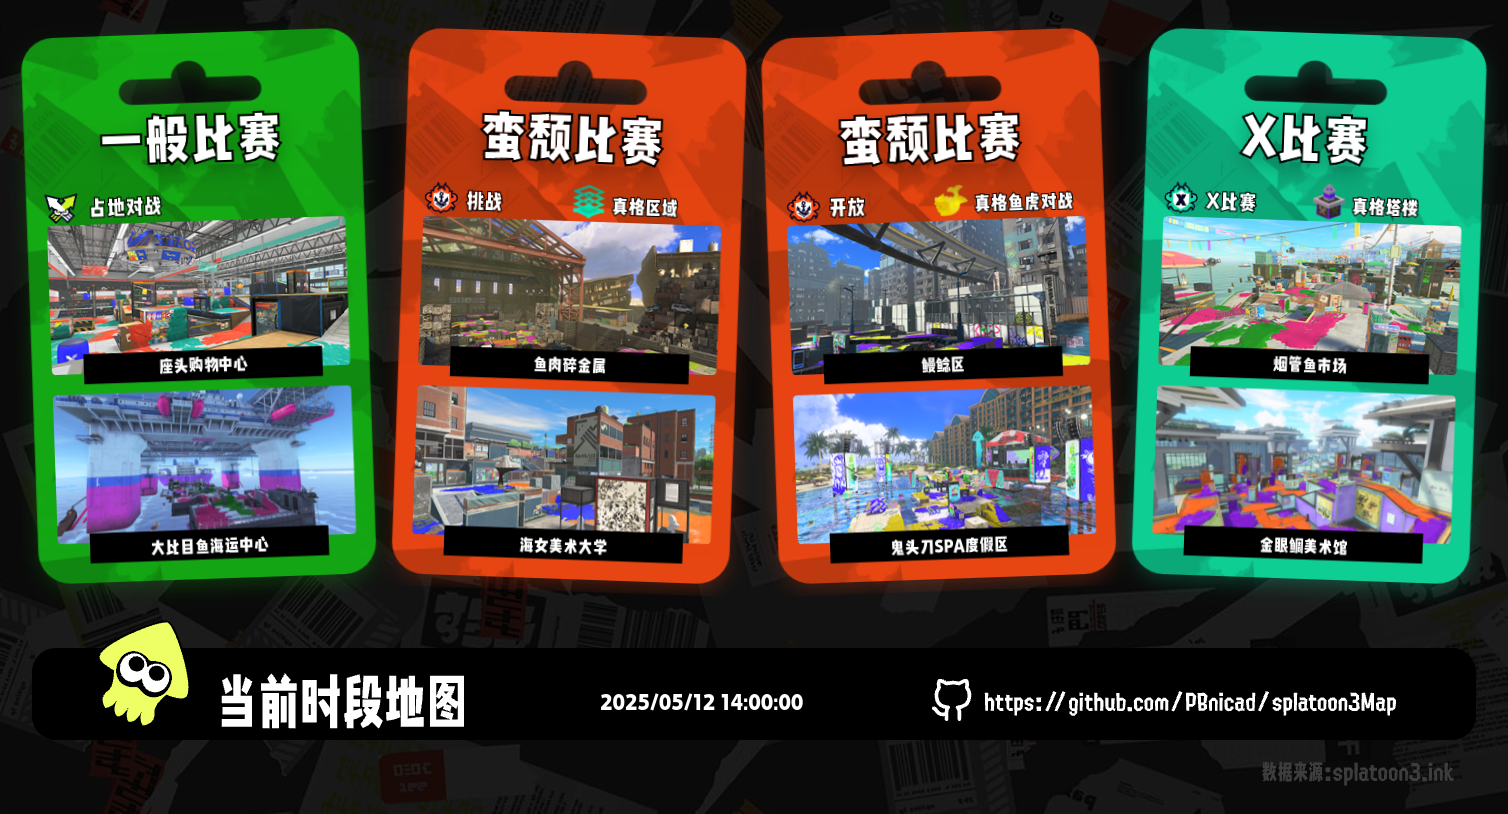 一般比赛
占地对战
座头购物中心
大比目鱼海运中心
蛮颓比赛
挑战
真格区域
鱼肉碎金属
海女美术大学
蛮颓比赛
开放
真格鱼虎对战
鳗鲶区
鬼头刀SPA度假区
X比赛
X比赛
真格塔楼
烟管鱼市场
金眼鲷美术馆
当前时段地图
2025/05/12 14:00:00
https://github.com/PBnicad/splatoon3Map
数据来源:splatoon3.ink